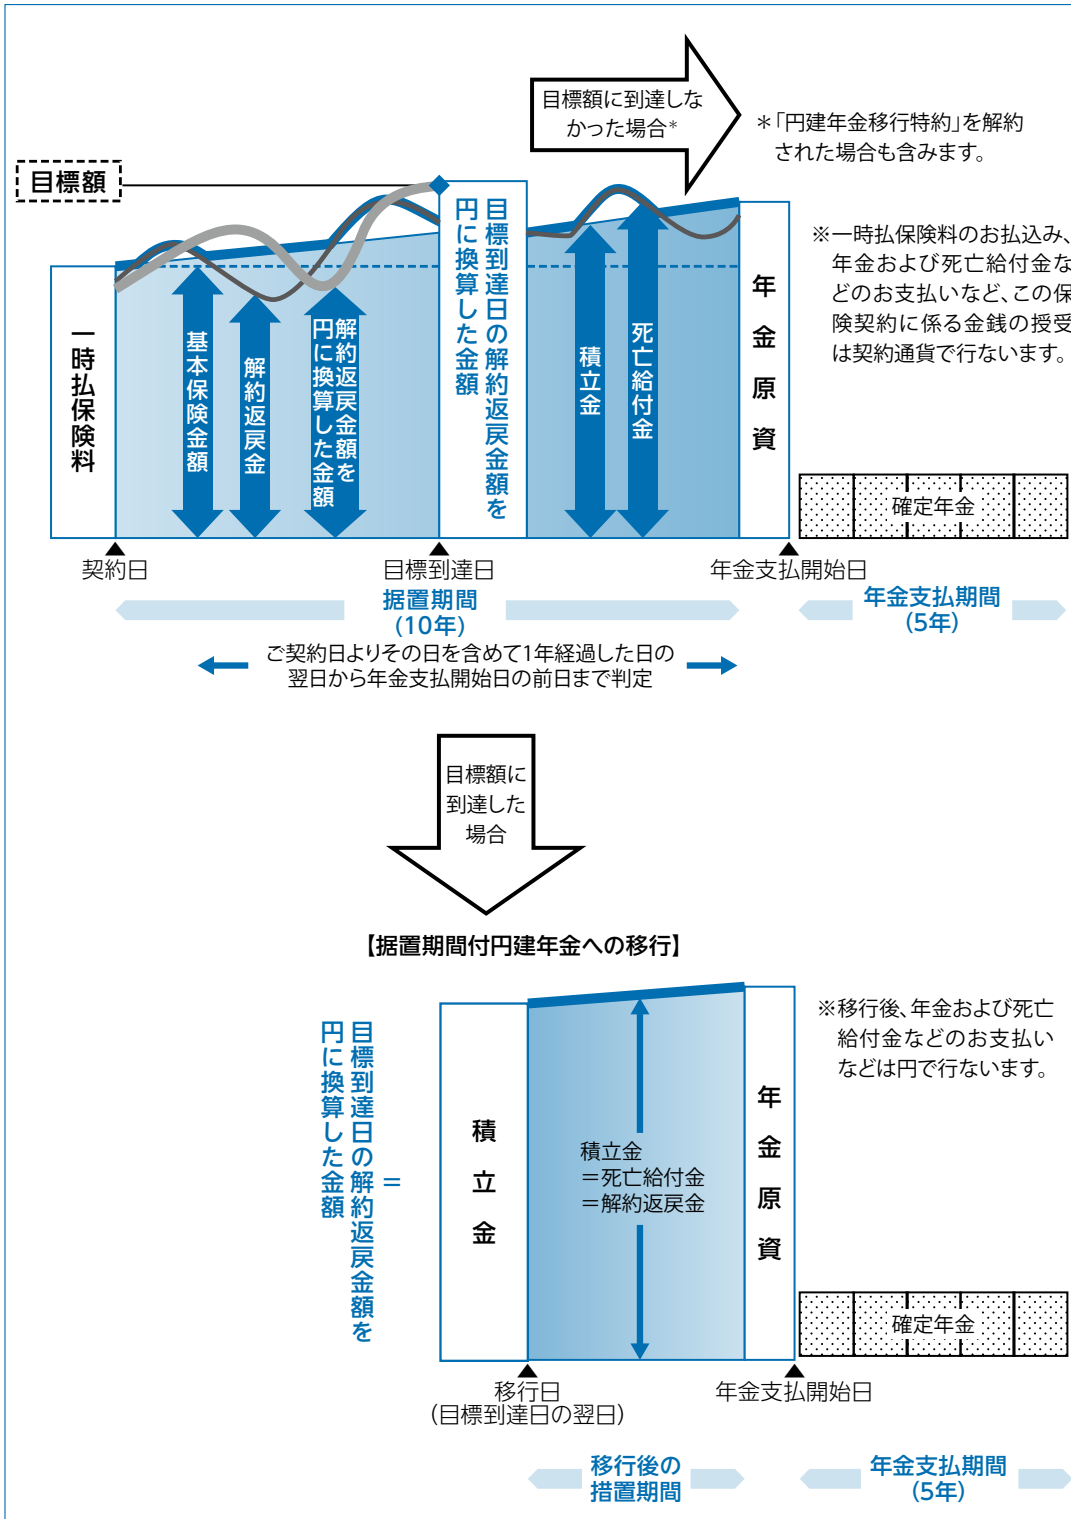 目標額に到達しな
かった場合*
＊「円建年金移行特約」を解約
された場合も含みます。
目標額
※一時払保険料のお払込み、
年金および死亡給付金な
どのお支払いなど、この保
険契約に係る金銭の授受
は契約通貨で行ないます。
一時払保険料
基本保険金額
解約返戻金
解約返戻金額を
円に換算した金額
目標到達日の解約返戻金額を
円に換算した金額
積立金
死亡給付金
年金原資
確定年金
契約日
目標到達日
年金支払開始日
据置期間
(10年)
年金支払期間
(5年)
ご契約日よりその日を含めて1年経過した日の
翌日から年金支払開始日の前日まで判定
目標額に
到達した
場合
【据置期間付円建年金への移行】
※移行後、年金および死亡
給付金などのお支払い
などは円で行ないます。
目標到達日の解約返戻金額を
円に換算した金額
＝
積立金
積立金
＝死亡給付金
＝解約返戻金
年金原資
確定年金
移行日
(目標到達日の翌日)
年金支払開始日
移行後の
措置期間
年金支払期間
(5年)